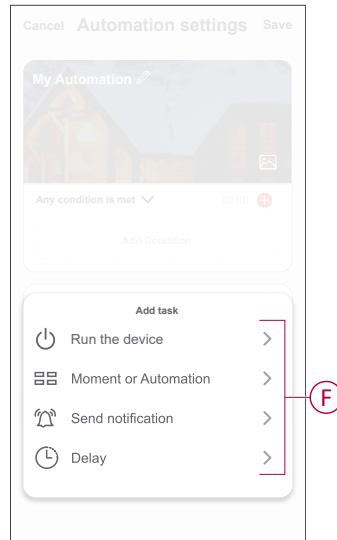 Cancel Automation settings Save
My Automation
Any condition is met (0/10)
Add Condition
Add task
Run the device
Moment or Automation
F
Send notification
Delay